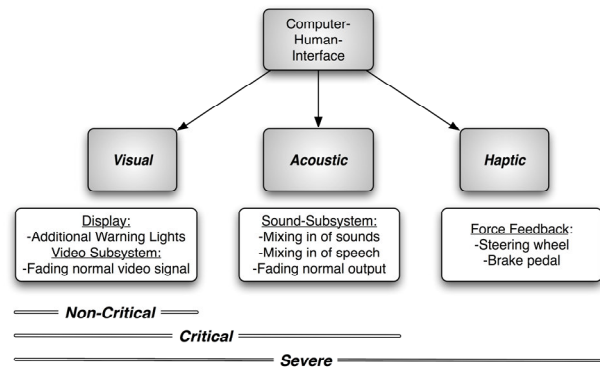 Computer-
Human-
Interface
Visual
Acoustic
Haptic
Display:
-Additional Warning Lights
Video Subsystem:
-Fading normal video signal
Sound-Subsystem:
-Mixing in of sounds
-Mixing in of speech
-Fading normal output
Force Feedback:
-Steering wheel
-Brake pedal
Non-Critical
Critical
Severe